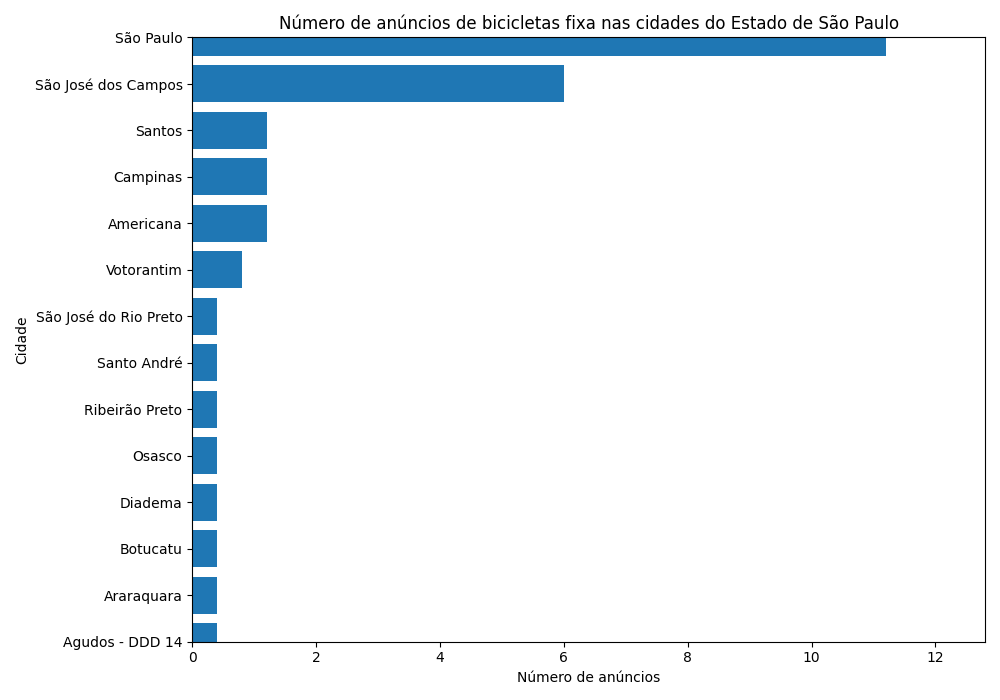 Número de anúncios de bicicletas fixa nas cidades do Estado de São Paulo
São Paulo
São José dos Campos
Santos
Campinas
Americana
Votorantim
São José do Rio Preto
Santo André
Ribeirão Preto
Osasco
Diadema
Botucatu
Araraquara
Agudos - DDD 14
Cidade
0 2 4 6 8 10 12
Número de anúncios